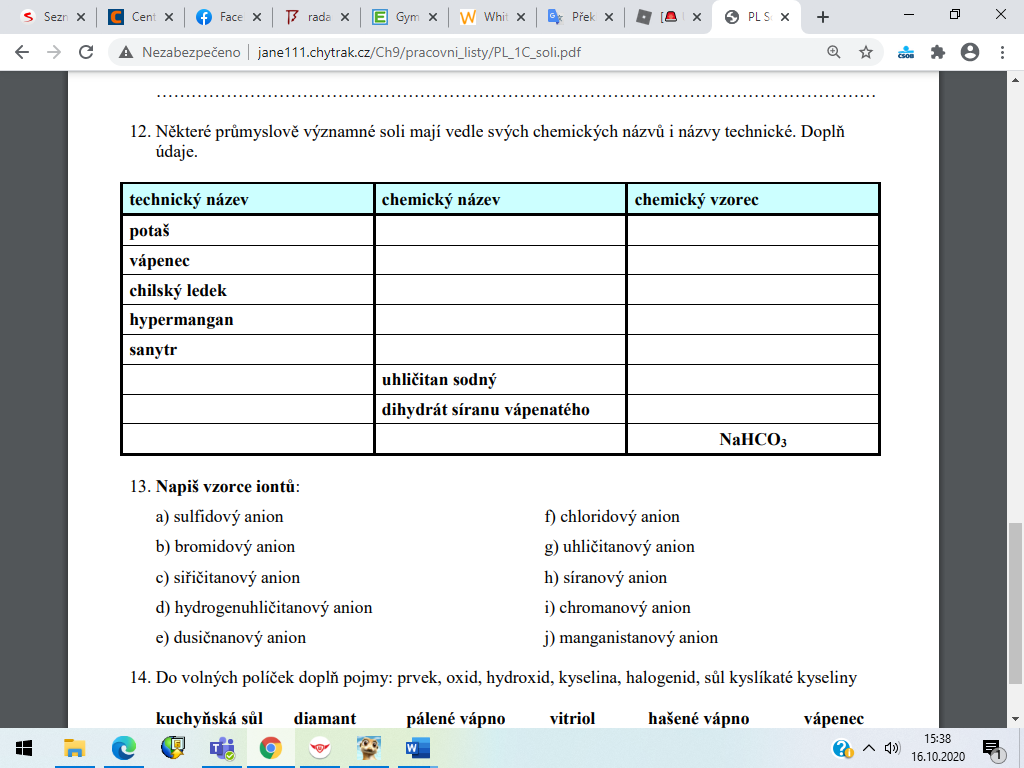 Sezn
Cent
Face
rada
Gym
Whit
Překl
PL S
Nezabezpečeno
jane111.chytrak.cz/Ch9/pracovni_listy/PL_1C_soli.pdf
ČSOB
12. Některé průmyslově významné soli mají vedle svých chemických názvů i názvy technické. Doplň
údaje.
technický název chemický název chemický vzorec
potaš
vápenec
chilský ledek
hypermangan
sanytr
uhličitan sodný
dihydrát síranu vápenatého
NaHCO₃
13. Napiš vzorce iontů:
a) sulfidový anion f) chloridový anion
b) bromidový anion g) uhličitanový anion
c) siřičitanový anion h) síranový anion
d) hydrogenuhličitanový anion i) chromanový anion
e) dusičnanový anion j) manganistanový anion
14. Do volných políček doplň pojmy: prvek, oxid, hydroxid, kyselina, halogenid, sůl kyslíkaté kyseliny
kuchyňská sůl diamant pálené vápno vitriol hašené vápno vápenec
15:38
16.10.2020
1